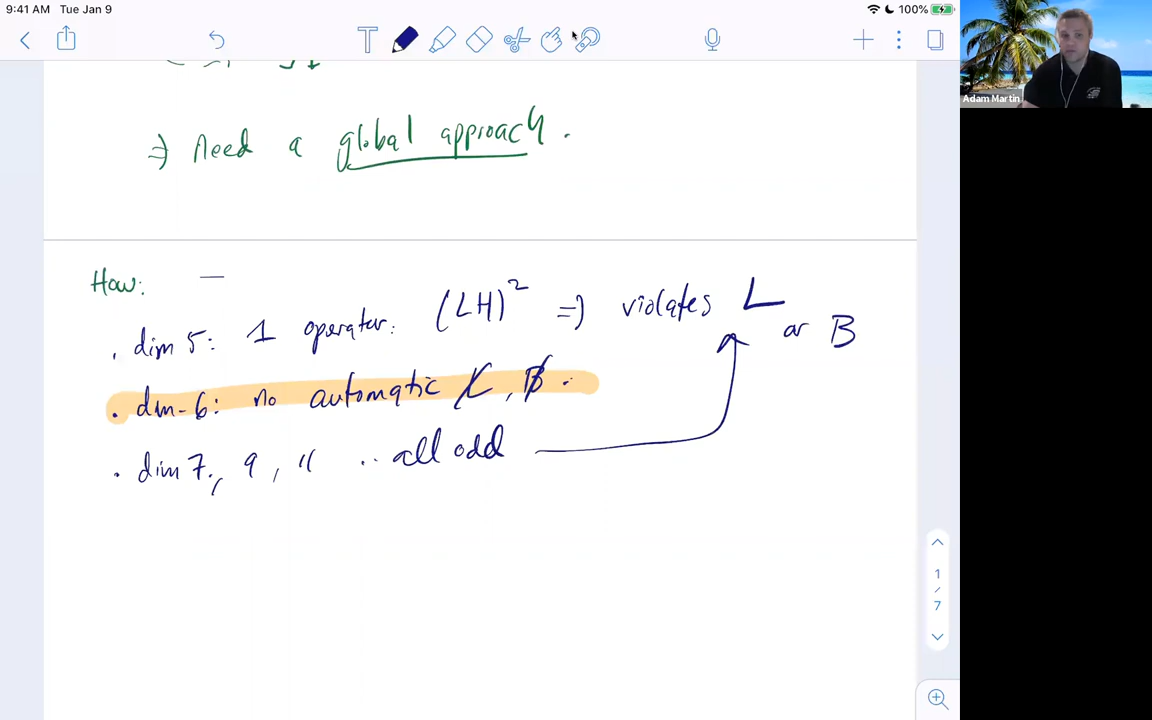 9:41 AM Tue Jan 9
100%
Adam Martin
⇒ Need a global approach.
How:
. dim 5: 1 operator: (LH)² ⇒ violates L or B
. dim-6: no automatic L̸, B̸.
. dim 7, 9, 11 .. all odd
1
/
7